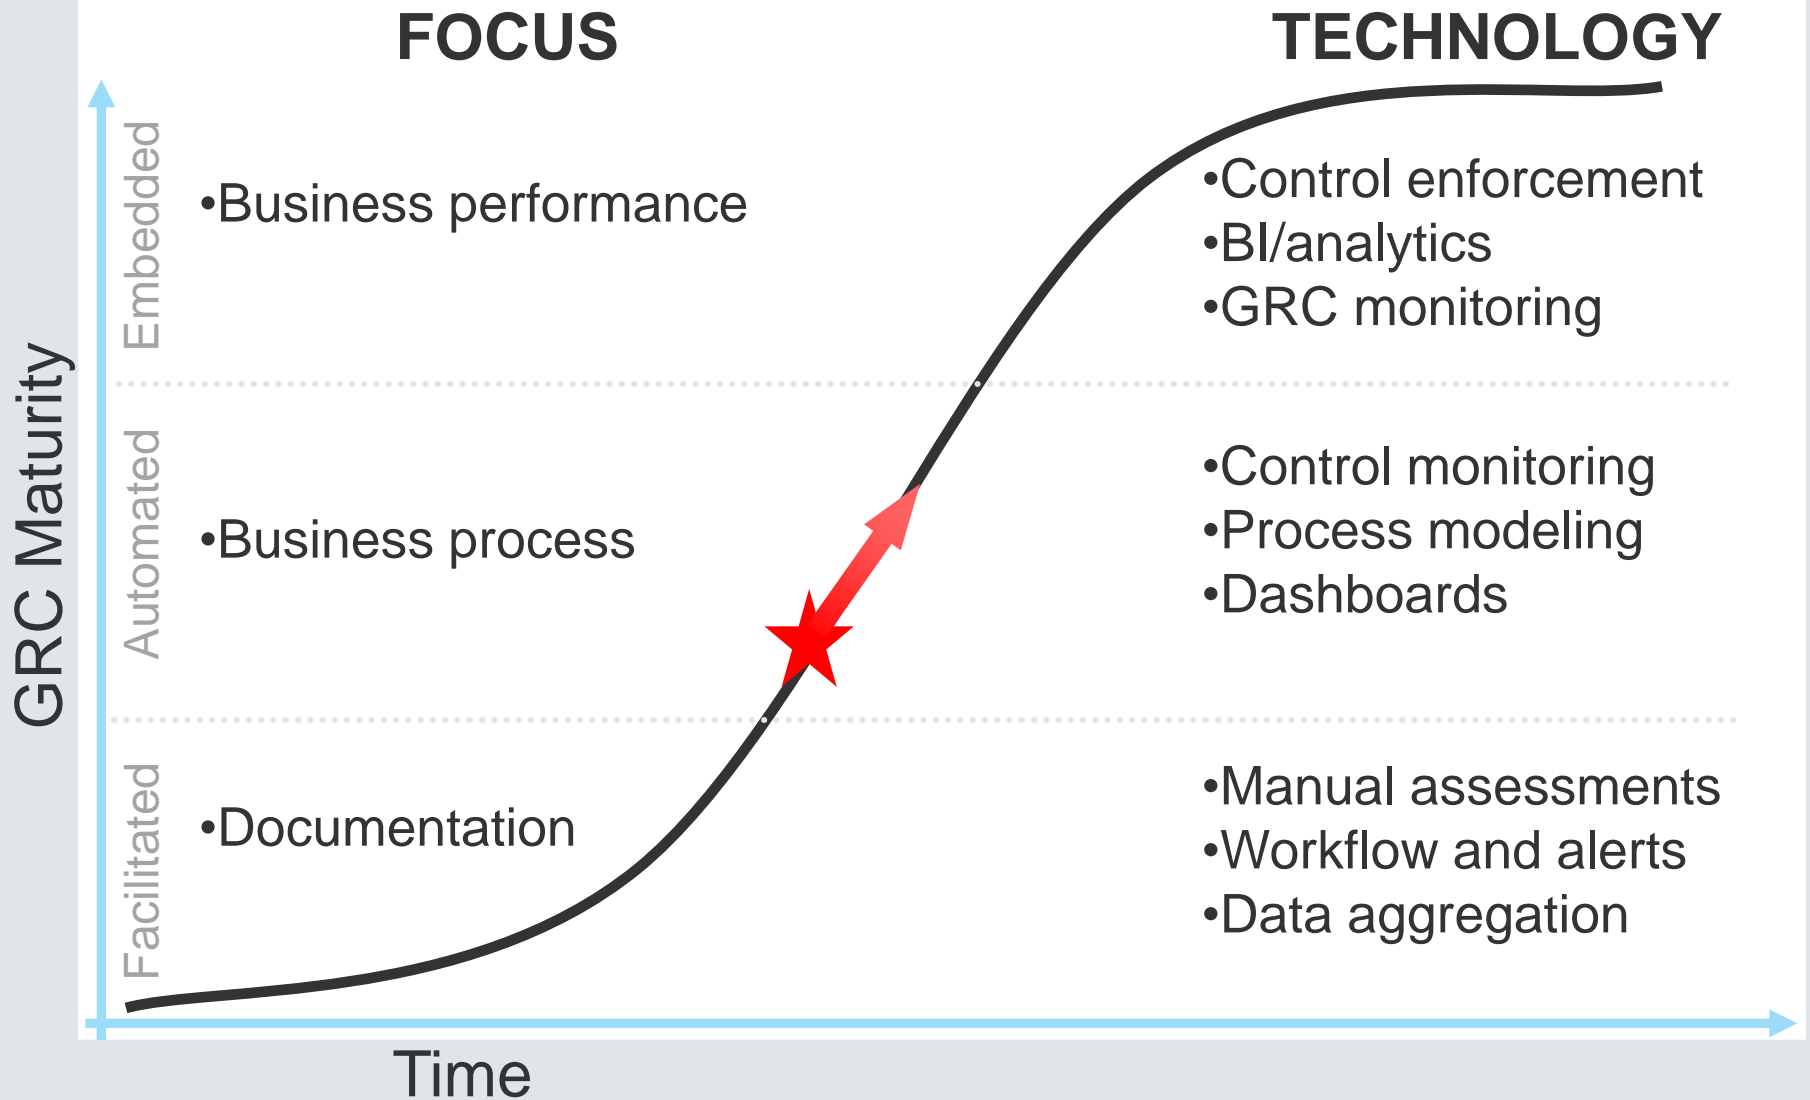 FOCUS
TECHNOLOGY
GRC Maturity
Embedded
•Business performance
•Control enforcement
•BI/analytics
•GRC monitoring
Automated
•Business process
•Control monitoring
•Process modeling
•Dashboards
Facilitated
•Documentation
•Manual assessments
•Workflow and alerts
•Data aggregation
Time